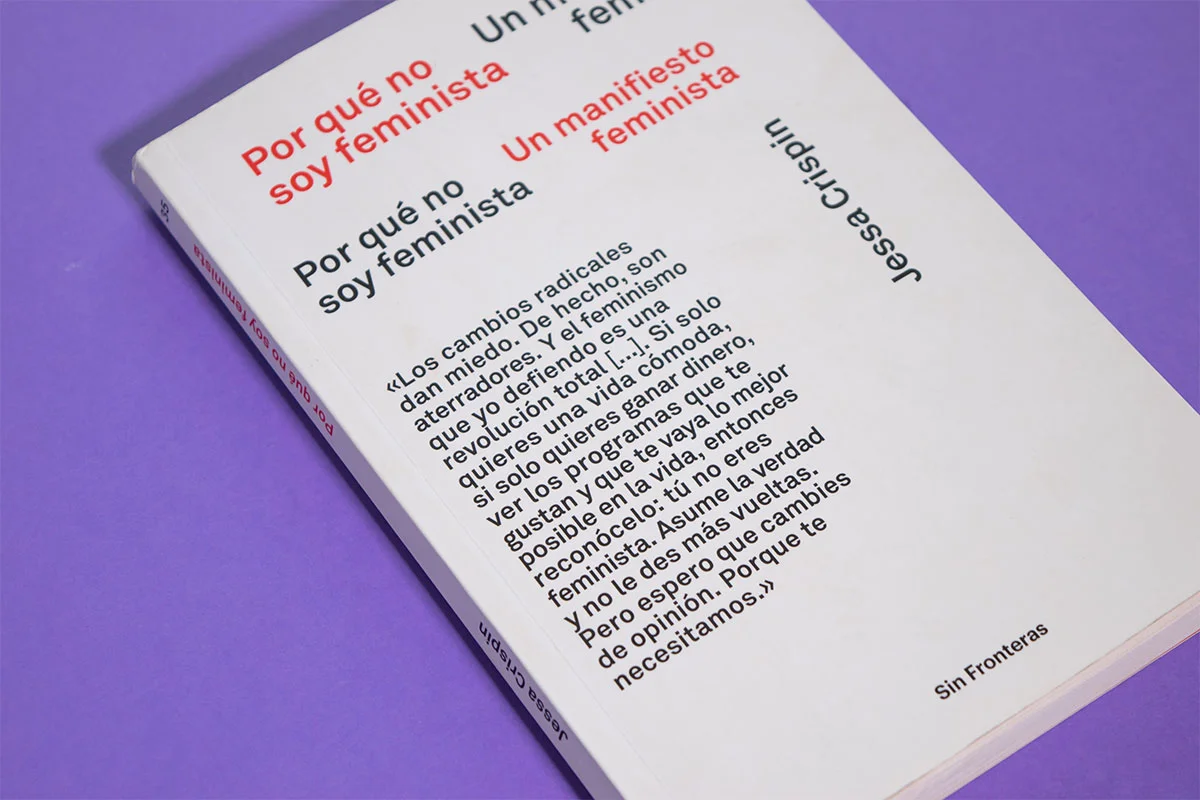 Un
Por qué no
soy feminista
Un manifiesto
feminista
Por qué no
soy feminista
Jessa Crispin
«Los cambios radicales
dan miedo. De hecho, son
aterradores. Y el feminismo
que yo defiendo es una
revolución total [...]. Si solo
quieres una vida cómoda,
si solo quieres ganar dinero,
ver los programas que te
gustan y que te vaya lo mejor
posible en la vida, entonces
reconócelo: tú no eres
feminista. Asume la verdad
y no le des más vueltas.
Pero espero que cambies
de opinión. Porque te
necesitamos.»
Sin Fronteras
Por qué no soy feminista
Jessa Crispin